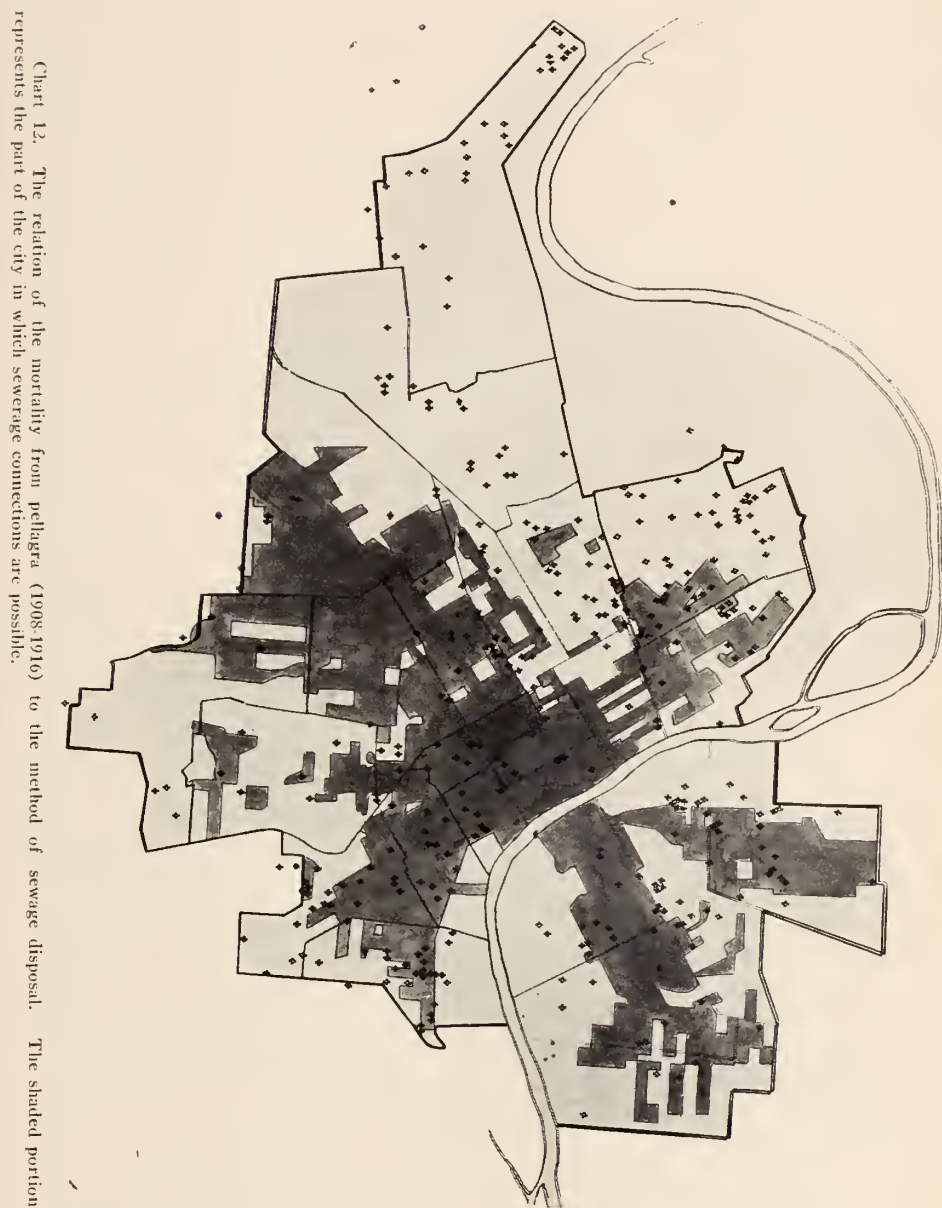 Chart 12. The relation of the mortality from pellagra (1908-1916) to the method of sewage disposal. The shaded portion
represents the part of the city in which sewerage connections are possible.